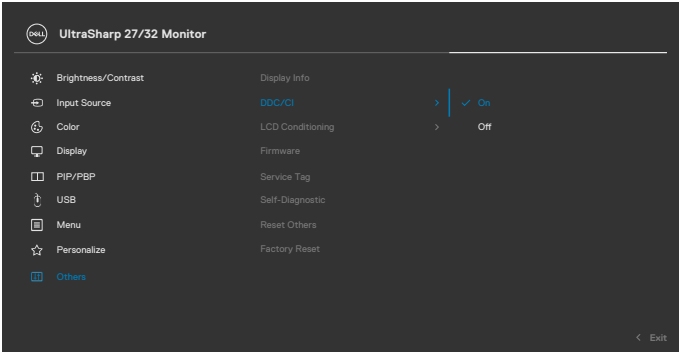 DELL UltraSharp 27/32 Monitor
Brightness/Contrast Display Info
Input Source DDC/CI On
Color LCD Conditioning Off
Display Firmware
PIP/PBP Service Tag
USB Self-Diagnostic
Menu Reset Others
Personalize Factory Reset
Others
Exit